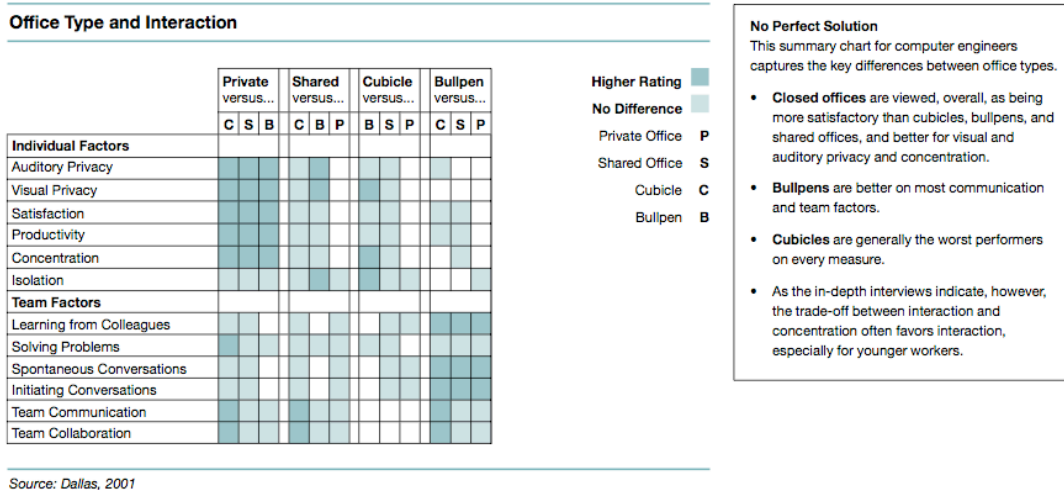 Office Type and Interaction
Private Shared Cubicle Bullpen
versus... versus... versus... versus...
C S B C B P B S P C S P
Individual Factors
Auditory Privacy
Visual Privacy
Satisfaction
Productivity
Concentration
Isolation
Team Factors
Learning from Colleagues
Solving Problems
Spontaneous Conversations
Initiating Conversations
Team Communication
Team Collaboration
Higher Rating
No Difference
Private Office P
Shared Office S
Cubicle C
Bullpen B
Source: Dallas, 2001
No Perfect Solution
This summary chart for computer engineers
captures the key differences between office types.
• Closed offices are viewed, overall, as being
more satisfactory than cubicles, bullpens, and
shared offices, and better for visual and
auditory privacy and concentration.
• Bullpens are better on most communication
and team factors.
• Cubicles are generally the worst performers
on every measure.
• As the in-depth interviews indicate, however,
the trade-off between interaction and
concentration often favors interaction,
especially for younger workers.